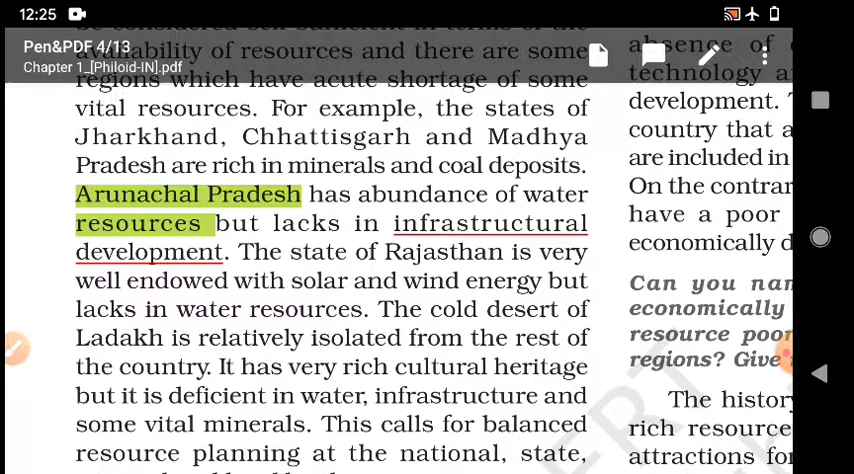 12:25
Pen&PDF 4/13
Chapter 1_[Philoid-IN].pdf
availability of resources and there are some
regions which have acute shortage of some
vital resources. For example, the states of
Jharkhand, Chhattisgarh and Madhya
Pradesh are rich in minerals and coal deposits.
Arunachal Pradesh has abundance of water
resources but lacks in infrastructural
development. The state of Rajasthan is very
well endowed with solar and wind energy but
lacks in water resources. The cold desert of
Ladakh is relatively isolated from the rest of
the country. It has very rich cultural heritage
but it is deficient in water, infrastructure and
some vital minerals. This calls for balanced
resource planning at the national, state,
absence of
technology a
development.
country that a
are included in
On the contrar
have a poor
economically d
Can you nan
economically
resource poor
regions? Give
The history
rich resource
attractions for